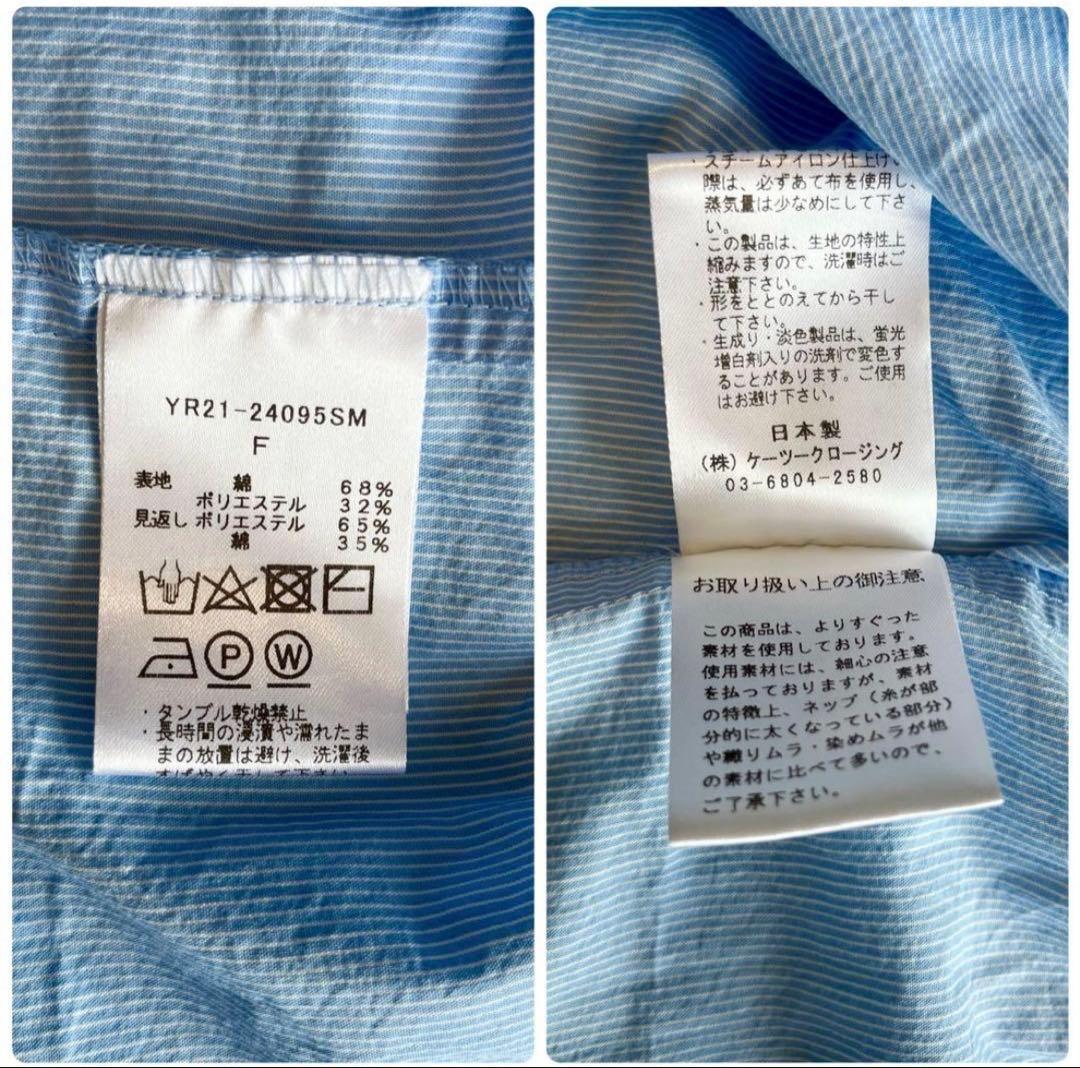 YR21-24095SM
F
表地 綿 68%
ポリエステル 32%
見返し ポリエステル 65%
綿 35%
P W
・タンブル乾燥禁止
・長時間の浸漬や濡れたま
まの放置は避け、洗濯後
すばやく干して下さい
・スチームアイロン仕上げ、
際は、必ずあて布を使用し、
蒸気量は少なめにして下さ
い。
・この製品は、生地の特性上
縮みますので、洗濯時はご
注意下さい。
・形をととのえてから干し
て下さい。
・生成り・淡色製品は、蛍光
増白剤入りの洗剤で変色す
ることがあります。ご使用
はお避け下さい。
日本製
(株)ケーツークロージング
03-6804-2580
お取り扱い上の御注意
この商品は、よりすぐった
素材を使用しております。
使用素材には、細心の注意
を払っておりますが、素材
の特徴上、ネップ(糸が部
分的に太くなっている部分)
や織りムラ・染めムラが他
の素材に比べて多いので、
ご了承下さい。